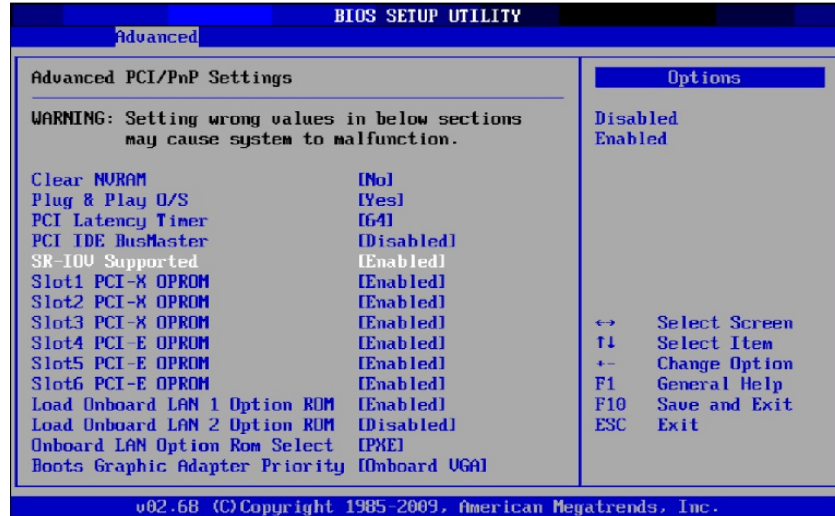 BIOS SETUP UTILITY
Advanced
Advanced PCI/PnP Settings
WARNING: Setting wrong values in below sections
may cause system to malfunction.
Clear NVRAM [No]
Plug & Play O/S [Yes]
PCI Latency Timer [64]
PCI IDE BusMaster [Disabled]
SR-IOV Supported [Enabled]
Slot1 PCI-X OPROM [Enabled]
Slot2 PCI-X OPROM [Enabled]
Slot3 PCI-X OPROM [Enabled]
Slot4 PCI-E OPROM [Enabled]
Slot5 PCI-E OPROM [Enabled]
Slot6 PCI-E OPROM [Enabled]
Load Onboard LAN 1 Option ROM [Enabled]
Load Onboard LAN 2 Option ROM [Disabled]
Onboard LAN Option Rom Select [PXE]
Boots Graphic Adapter Priority [Onboard VGA]
Options
Disabled
Enabled
↔ Select Screen
↑↓ Select Item
+- Change Option
F1 General Help
F10 Save and Exit
ESC Exit
v02.68 (C)Copyright 1985-2009, American Megatrends, Inc.